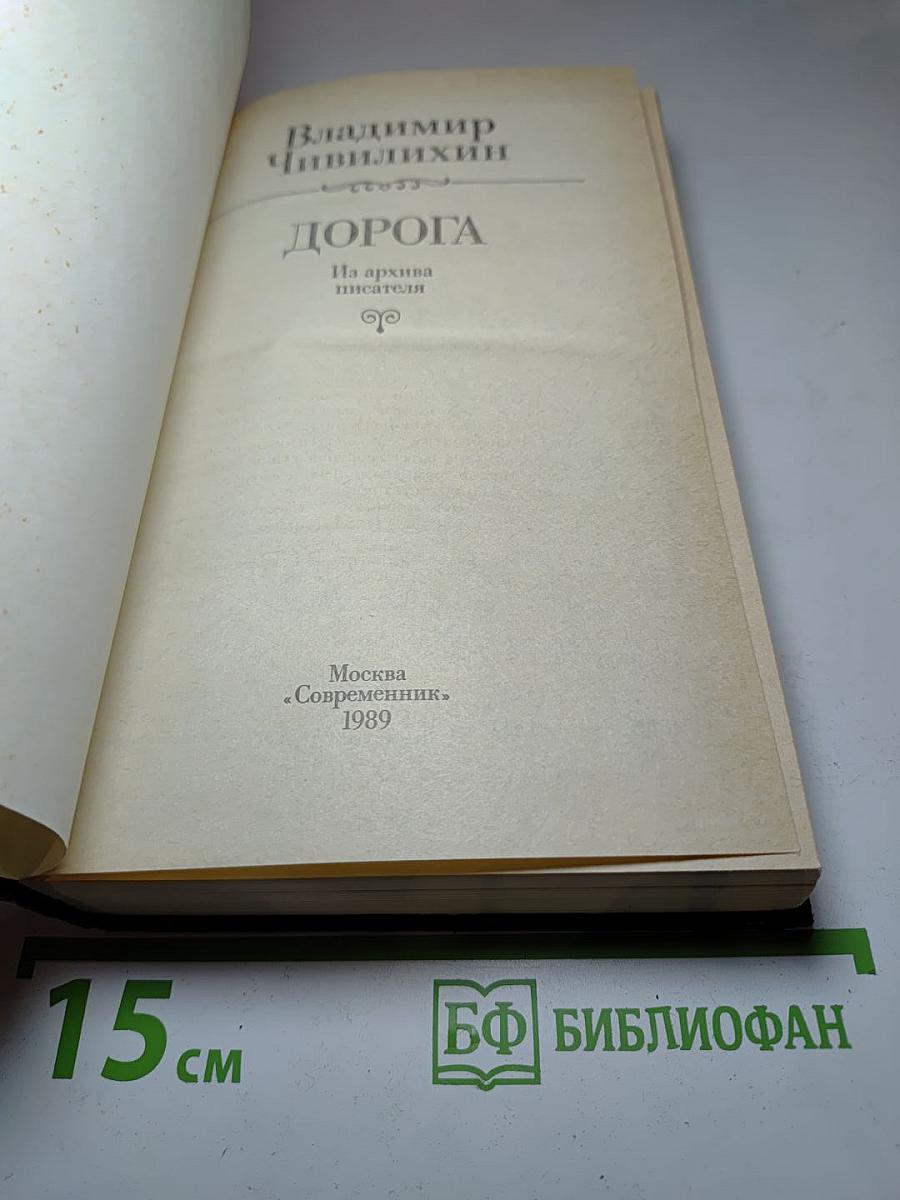 Владимир
Чивилихин
ДОРОГА
Из архива
писателя
Москва
«Современник»
1989
15 см
БФ БИБЛИОФАН